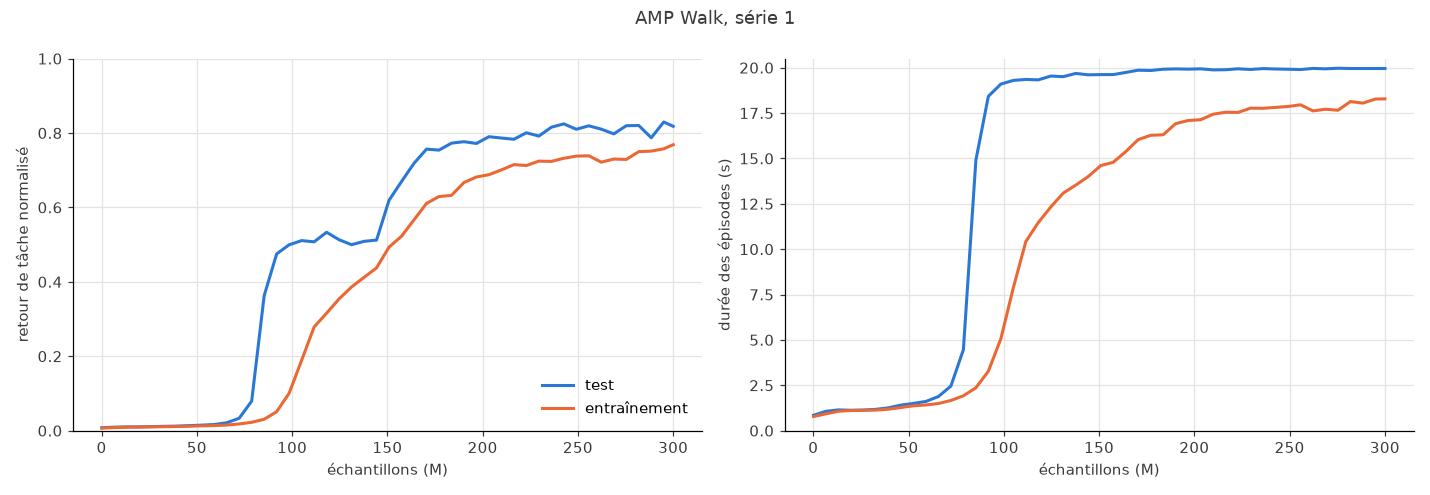 AMP Walk, série 1
retour de tâche normalisé
1.0
0.8
0.6
0.4
0.2
0.0
0 50 100 150 200 250 300
échantillons (M)
test
entraînement
durée des épisodes (s)
20.0
17.5
15.0
12.5
10.0
7.5
5.0
2.5
0.0
0 50 100 150 200 250 300
échantillons (M)